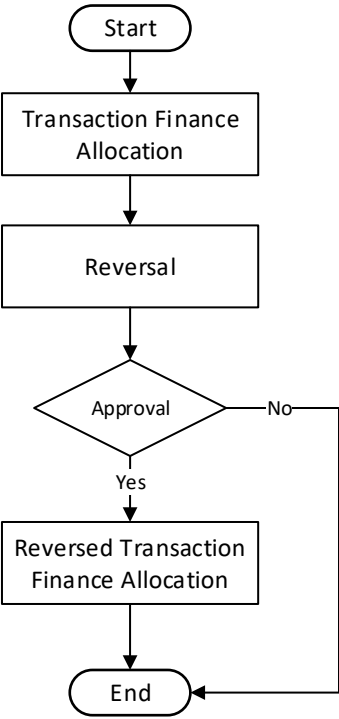 Start
Transaction Finance
Allocation
Reversal
Approval
No
Yes
Reversed Transaction
Finance Allocation
End